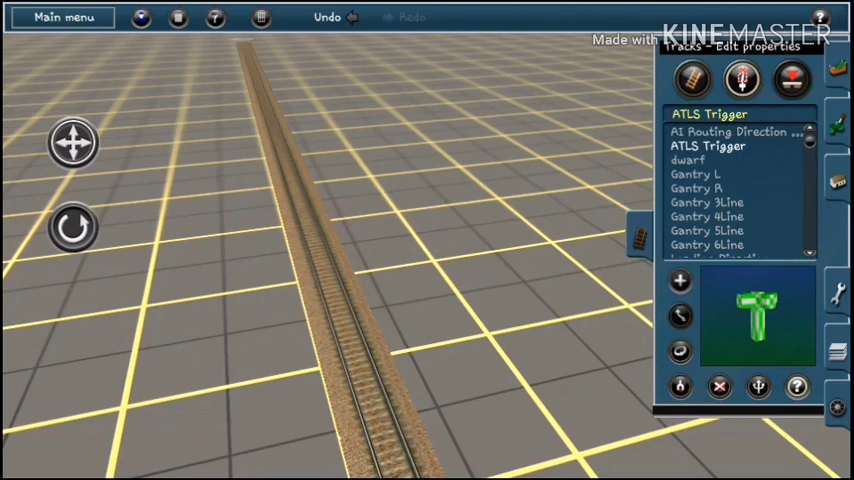 Main menu
Undo
Redo
?
Made with KINEMASTER
Tracks - Edit properties
ATLS Trigger
AI Routing Direction ...
ATLS Trigger
dwarf
Gantry L
Gantry R
Gantry 3Line
Gantry 4Line
Gantry 5Line
Gantry 6Line
?